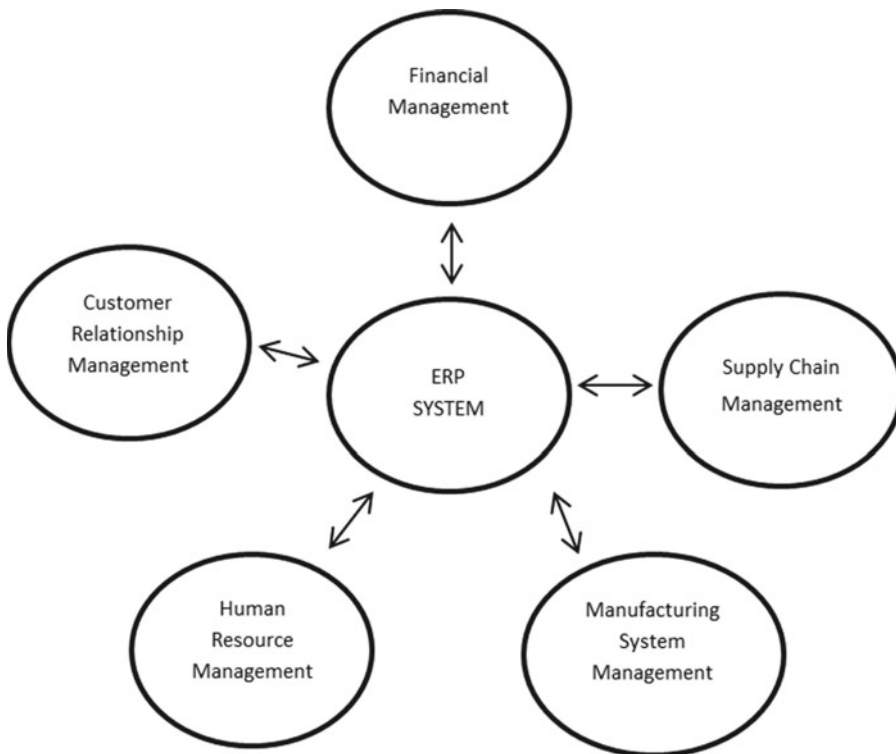 Financial
Management
Customer
Relationship
Management
ERP
SYSTEM
Supply Chain
Management
Human
Resource
Management
Manufacturing
System
Management